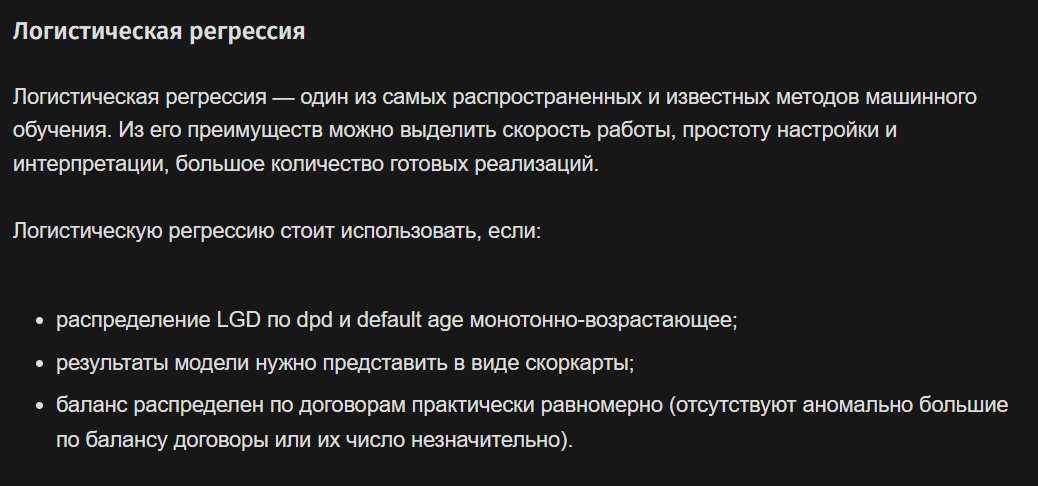 Логистическая регрессия
Логистическая регрессия — один из самых распространенных и известных методов машинного
обучения. Из его преимуществ можно выделить скорость работы, простоту настройки и
интерпретации, большое количество готовых реализаций.
Логистическую регрессию стоит использовать, если:
• распределение LGD по dpd и default age монотонно-возрастающее;
• результаты модели нужно представить в виде скоркарты;
• баланс распределен по договорам практически равномерно (отсутствуют аномально большие
по балансу договоры или их число незначительно).